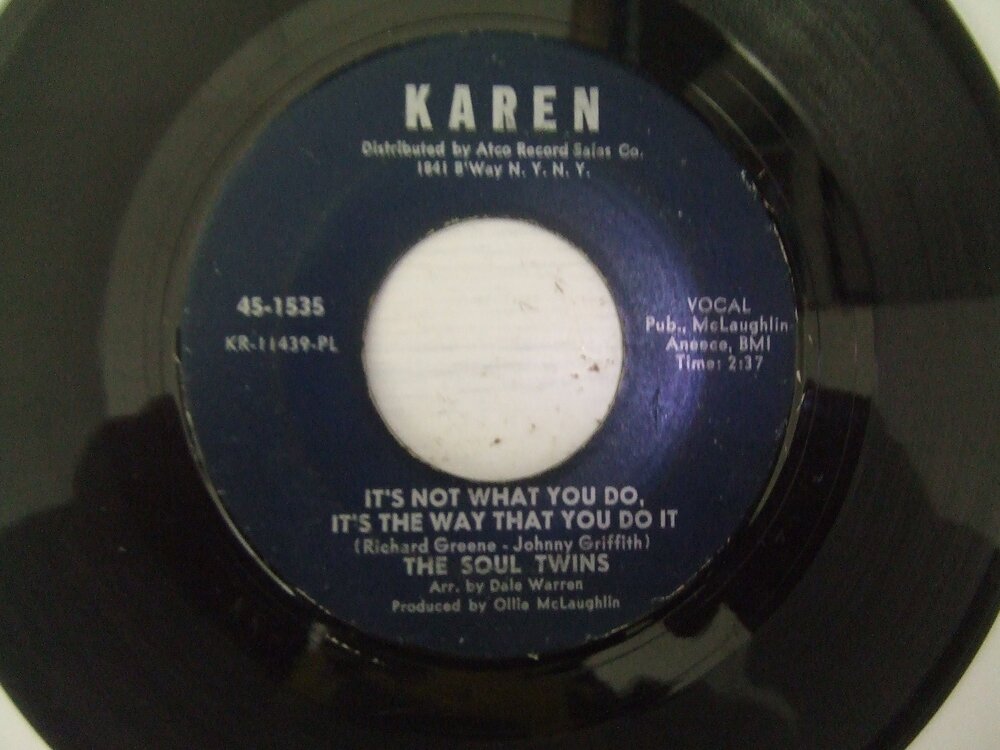 KAREN
Distributed by Atco Record Sales Co.
1841 B'Way N. Y. N. Y.
45-1535
KR-11439-PL
VOCAL
Pub., McLaughlin
Aneece, BMI
Time: 2:37
IT'S NOT WHAT YOU DO,
IT'S THE WAY THAT YOU DO IT
(Richard Greene - Johnny Griffith)
THE SOUL TWINS
Arr. by Dale Warren
Produced by Ollie McLaughlin